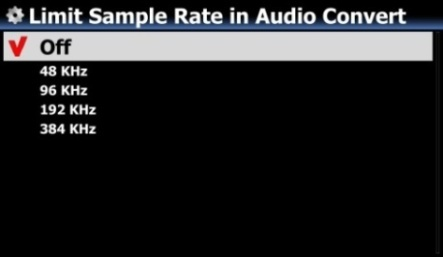 Limit Sample Rate in Audio Convert
Off
48 KHz
96 KHz
192 KHz
384 KHz